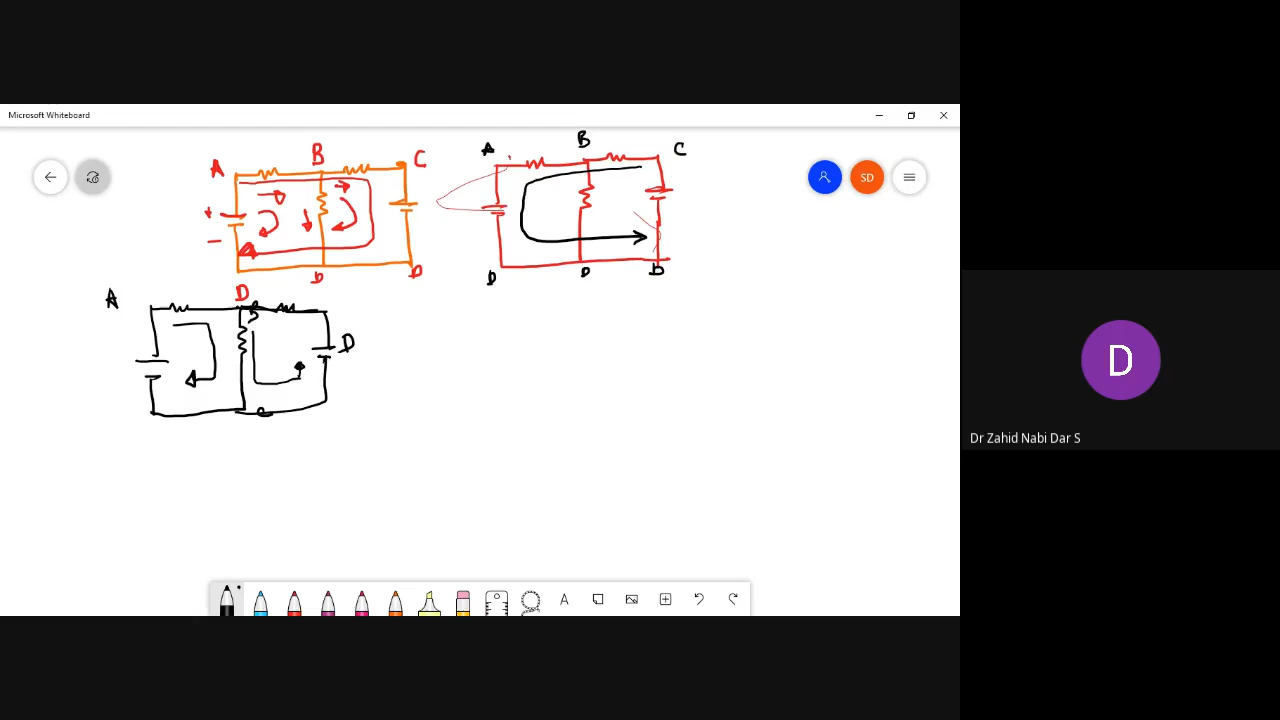 Microsoft Whiteboard
A B C
+
-
D D
D
A B C
D D D
A B
D
C
SD
A
D
Dr Zahid Nabi Dar S